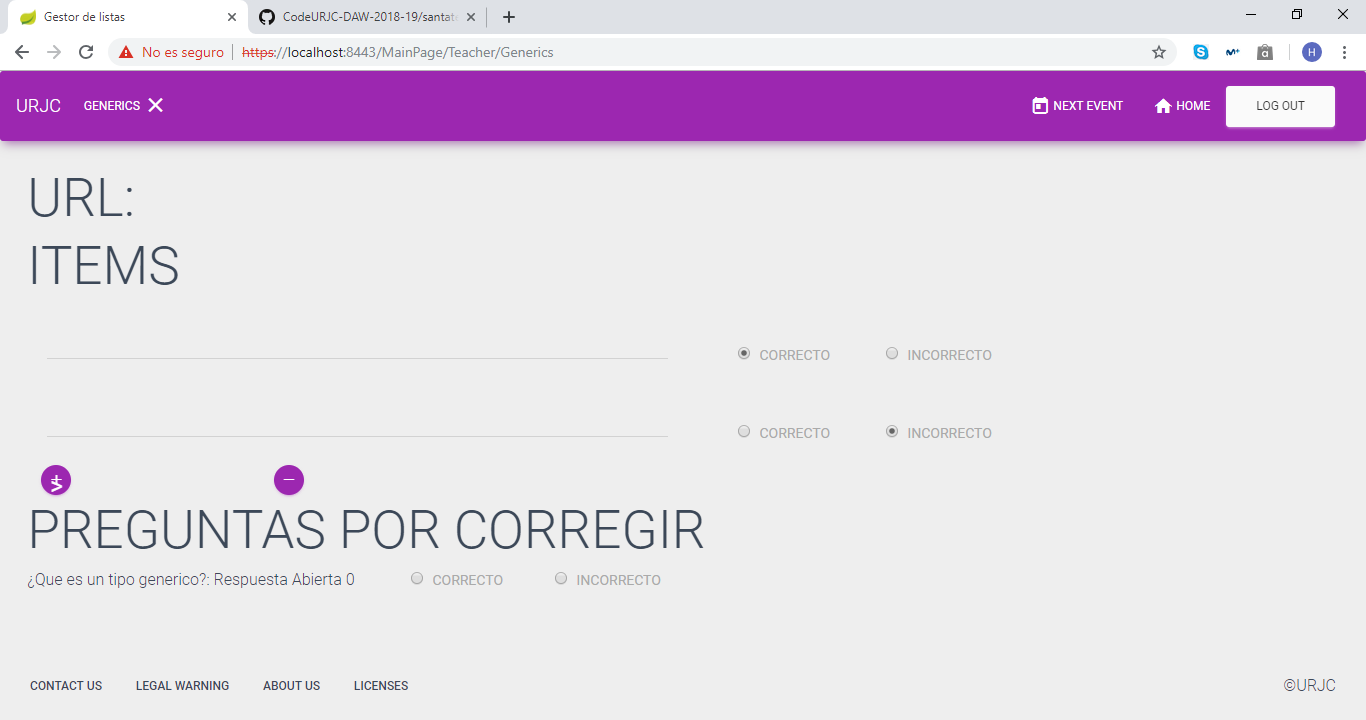 Gestor de listas
CodeURJC-DAW-2018-19/santat
No es seguro https://localhost:8443/MainPage/Teacher/Generics
H
URJC GENERICS NEXT EVENT HOME LOG OUT
URL:
ITEMS
CORRECTO INCORRECTO
CORRECTO INCORRECTO
PREGUNTAS POR CORREGIR
¿Que es un tipo generico?: Respuesta Abierta 0 CORRECTO INCORRECTO
CONTACT US LEGAL WARNING ABOUT US LICENSES ©URJC